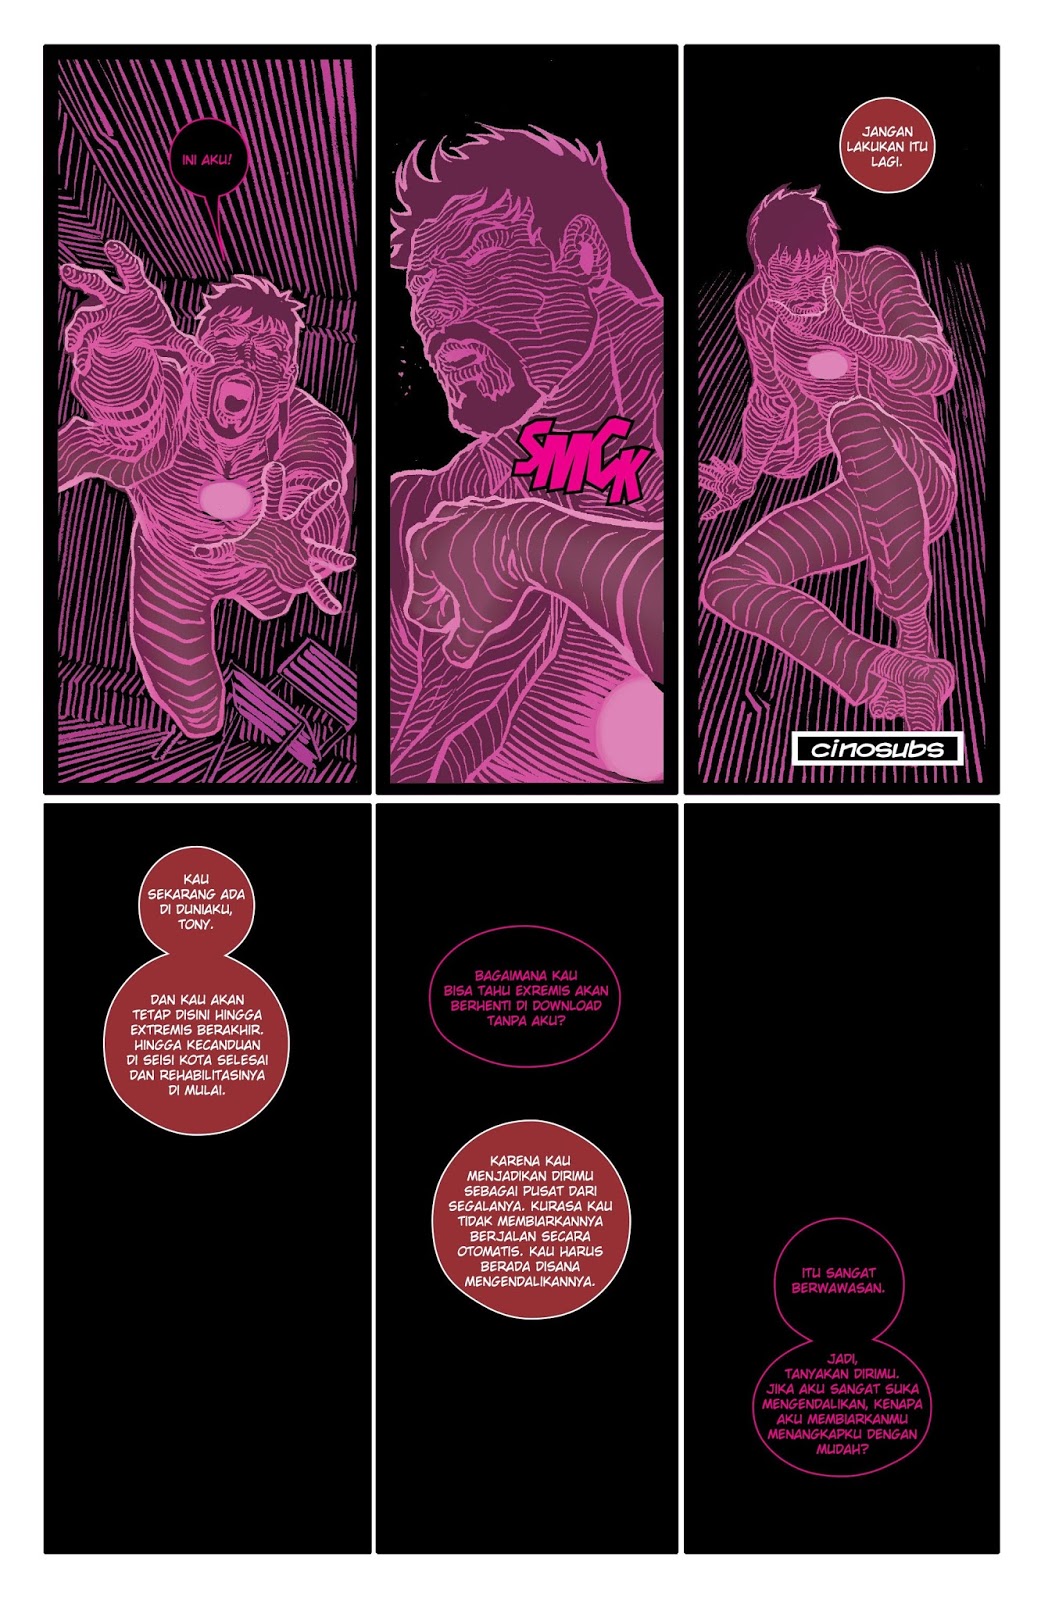 INI AKU!
SMCK
JANGAN
LAKUKAN ITU
LAGI.
cinosubs
KAU
SEKARANG ADA
DI DUNIAKU,
TONY.
DAN KAU AKAN
TETAP DISINI HINGGA
EXTREMIS BERAKHIR.
HINGGA KECANDUAN
DI SEISI KOTA SELESAI
DAN REHABILITASINYA
DI MULAI.
BAGAIMANA KAU
BISA TAHU EXREMIS AKAN
BERHENTI DI DOWNLOAD
TANPA AKU?
KARENA KAU
MENJADIKAN DIRIMU
SEBAGAI PUSAT DARI
SEGALANYA. KURASA KAU
TIDAK MEMBIARKANNYA
BERJALAN SECARA
OTOMATIS. KAU HARUS
BERADA DISANA
MENGENDALIKANNYA.
ITU SANGAT
BERWAWASAN.
JADI,
TANYAKAN DIRIMU.
JIKA AKU SANGAT SUKA
MENGENDALIKAN, KENAPA
AKU MEMBIARKANMU
MENANGKAPKU DENGAN
MUDAH?